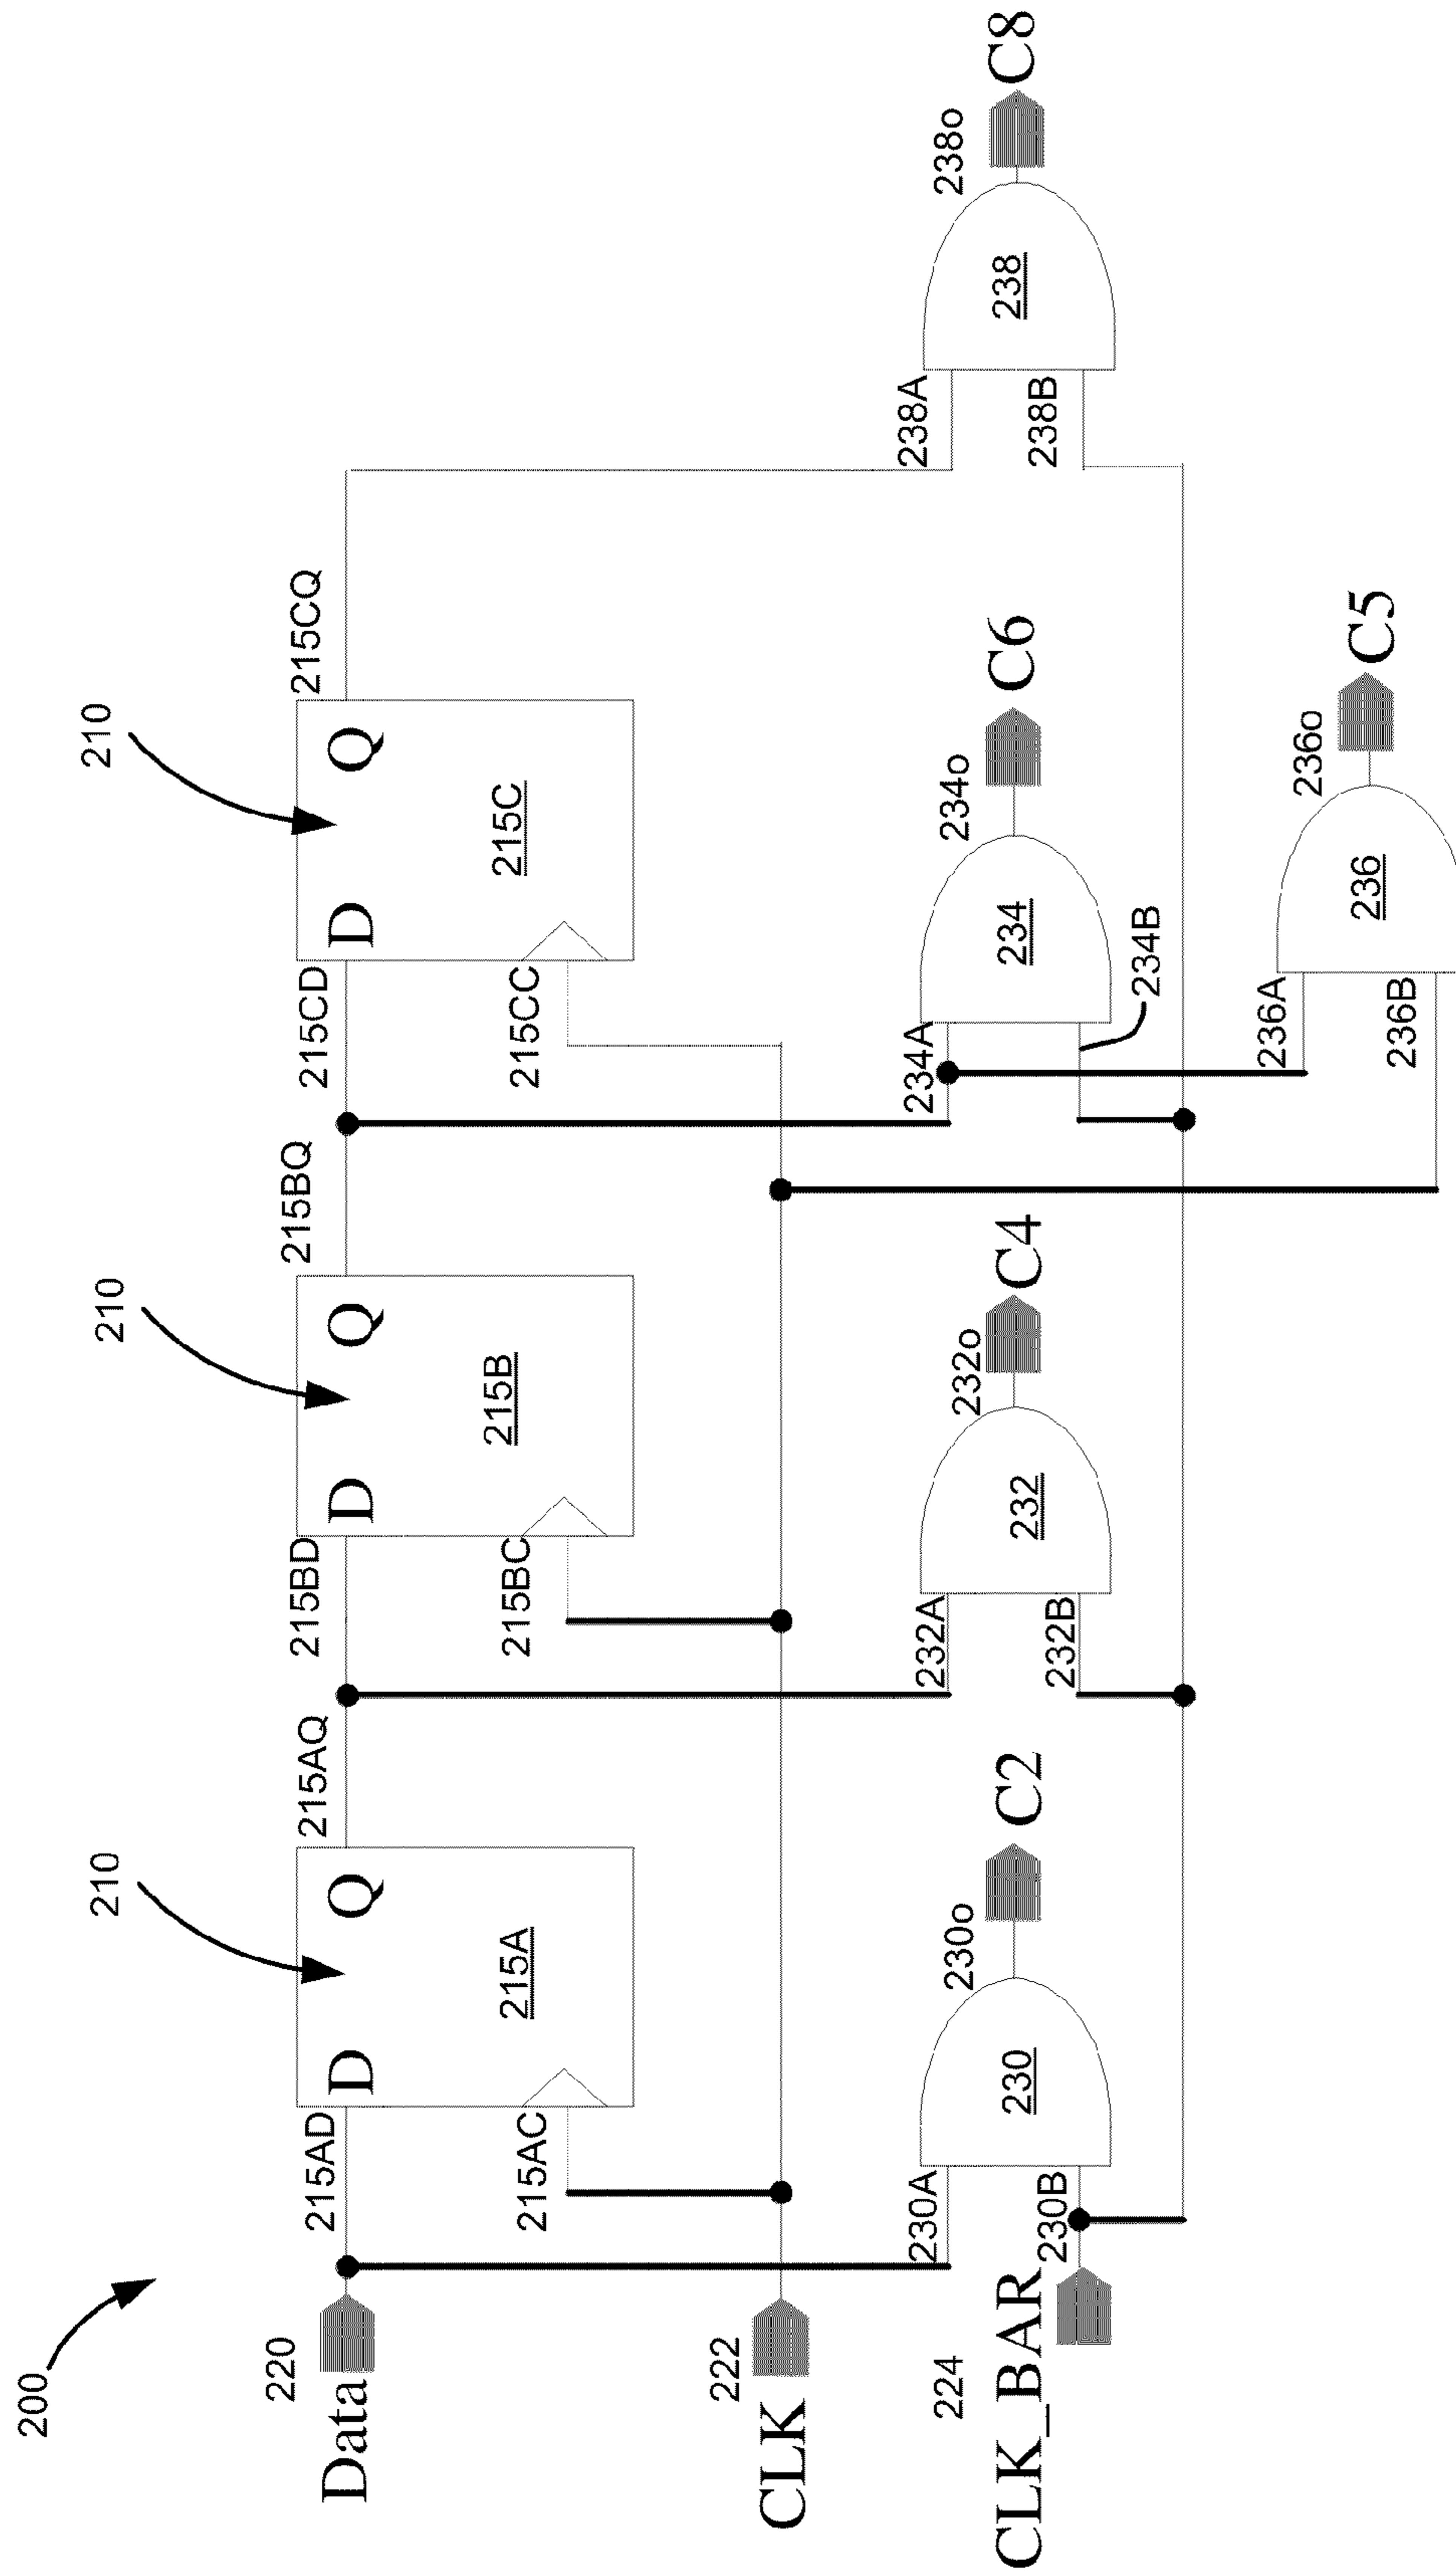 200
210
210
210
220
Data
215AD
D
Q
215A
215AQ
215BD
D
Q
215B
215BQ
215CD
D
Q
215C
215CQ
215AC
215BC
215CC
222
CLK
224
CLK_BAR
230A
230B
230
230o
C2
232A
232B
232
232o
C4
234A
234B
234
234o
C6
238A
238B
238
238o
C8
236A
236B
236
236o
C5